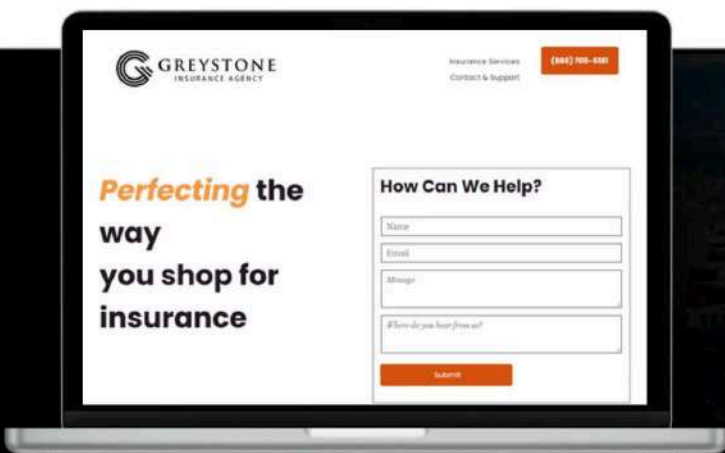 GREYSTONE
INSURANCE AGENCY
Insurance Services
Contact & Support
Perfecting the
way
you shop for
insurance
How Can We Help?
Name
Email
Message
Where do you hear from us?
Submit